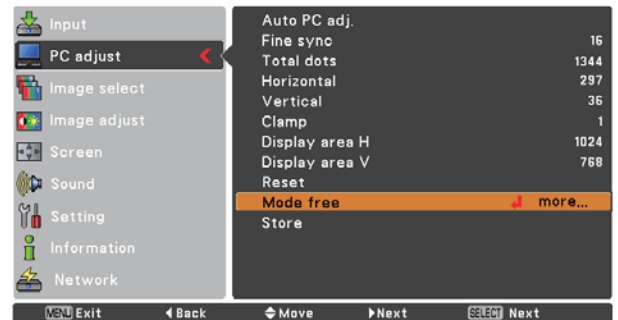 Input
PC adjust
Image select
Image adjust
Screen
Sound
Setting
Information
Network
Auto PC adj.
Fine sync 16
Total dots 1344
Horizontal 297
Vertical 36
Clamp 1
Display area H 1024
Display area V 768
Reset
Mode free more...
Store
MENU Exit Back Move Next SELECT Next